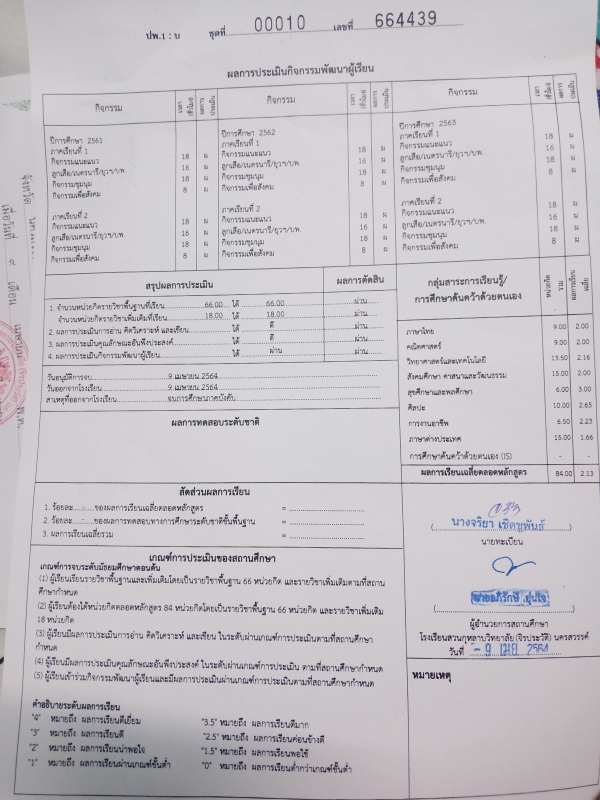 ปพ.1 : บ ชุดที่ 00010 เลขที่ 664439
ผลการประเมินกิจกรรมพัฒนาผู้เรียน
กิจกรรม เวลา (ชั่วโมง) ผลการประเมิน กิจกรรม เวลา (ชั่วโมง) ผลการประเมิน กิจกรรม เวลา (ชั่วโมง) ผลการประเมิน
ปีการศึกษา 2561
ภาคเรียนที่ 1
กิจกรรมแนะแนว 18 ผ
ลูกเสือ/เนตรนารี/ยุวฯ/บพ. 16 ผ
กิจกรรมชุมนุม 18 ผ
กิจกรรมเพื่อสังคม 8 ผ
ภาคเรียนที่ 2
กิจกรรมแนะแนว 18 ผ
ลูกเสือ/เนตรนารี/ยุวฯ/บพ. 16 ผ
กิจกรรมชุมนุม 18 ผ
กิจกรรมเพื่อสังคม 8 ผ
ปีการศึกษา 2562
ภาคเรียนที่ 1
กิจกรรมแนะแนว 18 ผ
ลูกเสือ/เนตรนารี/ยุวฯ/บพ. 16 ผ
กิจกรรมชุมนุม 18 ผ
กิจกรรมเพื่อสังคม 8 ผ
ภาคเรียนที่ 2
กิจกรรมแนะแนว 18 ผ
ลูกเสือ/เนตรนารี/ยุวฯ/บพ. 16 ผ
กิจกรรมชุมนุม 18 ผ
กิจกรรมเพื่อสังคม 8 ผ
ปีการศึกษา 2563
ภาคเรียนที่ 1
กิจกรรมแนะแนว 18 ผ
ลูกเสือ/เนตรนารี/ยุวฯ/บพ. 16 ผ
กิจกรรมชุมนุม 18 ผ
กิจกรรมเพื่อสังคม 8 ผ
ภาคเรียนที่ 2
กิจกรรมแนะแนว 18 ผ
ลูกเสือ/เนตรนารี/ยุวฯ/บพ. 16 ผ
กิจกรรมชุมนุม 18 ผ
กิจกรรมเพื่อสังคม 8 ผ
สรุปผลการประเมิน ผลการตัดสิน
1. จำนวนหน่วยกิตรายวิชาพื้นฐานที่เรียน 66.00 ได้ 66.00 ผ่าน
จำนวนหน่วยกิตรายวิชาเพิ่มเติมที่เรียน 18.00 ได้ 18.00 ผ่าน
2. ผลการประเมินการอ่าน คิดวิเคราะห์ และเขียน ได้ ดี ผ่าน
3. ผลการประเมินคุณลักษณะอันพึงประสงค์ ได้ ดี ผ่าน
4. ผลการประเมินกิจกรรมพัฒนาผู้เรียน ได้ ผ่าน ผ่าน
วันอนุมัติการจบ 9 เมษายน 2564
วันออกจากโรงเรียน 9 เมษายน 2564
สาเหตุที่ออกจากโรงเรียน จบการศึกษาภาคบังคับ
ผลการทดสอบระดับชาติ
กลุ่มสาระการเรียนรู้/
การศึกษาค้นคว้าด้วยตนเอง หน่วยกิตรวม ผลการเรียนเฉลี่ย
ภาษาไทย 9.00 2.00
คณิตศาสตร์ 9.00 2.00
วิทยาศาสตร์และเทคโนโลยี 13.50 2.16
สังคมศึกษา ศาสนาและวัฒนธรรม 15.00 2.00
สุขศึกษาและพลศึกษา 6.00 3.00
ศิลปะ 10.00 2.65
การงานอาชีพ 6.50 2.23
ภาษาต่างประเทศ 15.00 1.66
การศึกษาค้นคว้าด้วยตนเอง (IS) - -
ผลการเรียนเฉลี่ยตลอดหลักสูตร 84.00 2.13
สัดส่วนผลการเรียน
1. ร้อยละ.....:.....ของผลการเรียนเฉลี่ยตลอดหลักสูตร =
2. ร้อยละ.....:.....ของผลการทดสอบทางการศึกษาระดับชาติขั้นพื้นฐาน =
3. ผลการเรียนเฉลี่ยรวม =
เกณฑ์การประเมินของสถานศึกษา
เกณฑ์การจบระดับมัธยมศึกษาตอนต้น
(1) ผู้เรียนเรียนรายวิชาพื้นฐานและเพิ่มเติมโดยเป็นรายวิชาพื้นฐาน 66 หน่วยกิต และรายวิชาเพิ่มเติมตามที่สถาน
ศึกษากำหนด
(2) ผู้เรียนต้องได้หน่วยกิตตลอดหลักสูตร 84 หน่วยกิตโดยเป็นรายวิชาพื้นฐาน 66 หน่วยกิต และรายวิชาเพิ่มเติม
18 หน่วยกิต
(3) ผู้เรียนมีผลการประเมินการอ่าน คิดวิเคราะห์ และเขียน ในระดับผ่านเกณฑ์การประเมินตามที่สถานศึกษา
กำหนด
(4) ผู้เรียนมีผลการประเมินคุณลักษณะอันพึงประสงค์ ในระดับผ่านเกณฑ์การประเมิน ตามที่สถานศึกษากำหนด
(5) ผู้เรียนเข้าร่วมกิจกรรมพัฒนาผู้เรียนและมีผลการประเมินผ่านเกณฑ์การประเมินตามที่สถานศึกษากำหนด
คำอธิบายระดับผลการเรียน
"4" หมายถึง ผลการเรียนดีเยี่ยม "3.5" หมายถึง ผลการเรียนดีมาก
"3" หมายถึง ผลการเรียนดี "2.5" หมายถึง ผลการเรียนค่อนข้างดี
"2" หมายถึง ผลการเรียนน่าพอใจ "1.5" หมายถึง ผลการเรียนพอใช้
"1" หมายถึง ผลการเรียนผ่านเกณฑ์ขั้นต่ำ "0" หมายถึง ผลการเรียนต่ำกว่าเกณฑ์ขั้นต่ำ
( นางจริยา เชิตชูพันธ์ )
นายทะเบียน
ผู้อำนวยการสถานศึกษา
โรงเรียนสวนกุหลาบวิทยาลัย (จิรประวัติ) นครสวรรค์
วันที่ - 9 เมย 2564
หมายเหตุ